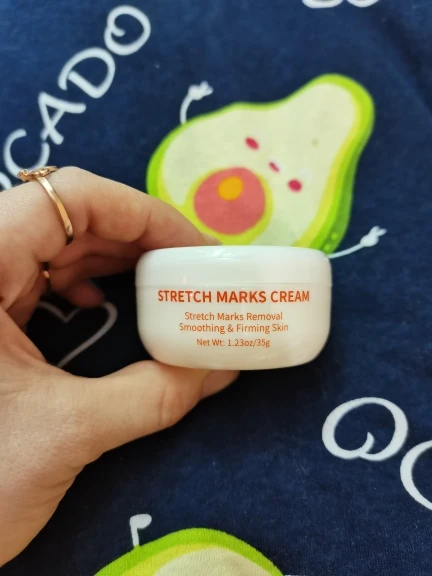 OCADO
STRETCH MARKS CREAM
Stretch Marks Removal
Smoothing & Firming Skin
Net Wt: 1.23oz/35g